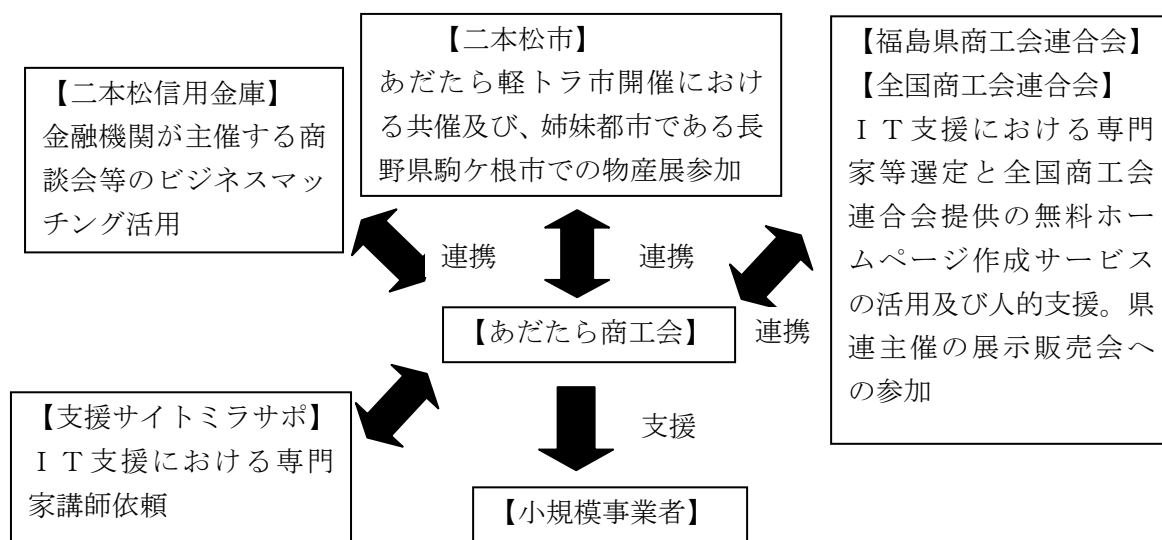 【二本松信用金庫】
金融機関が主催する商
談会等のビジネスマッ
チング活用
【二本松市】
あだたら軽トラ市開催におけ
る共催及び、姉妹都市である長
野県駒ケ根市での物産展参加
【福島県商工会連合会】
【全国商工会連合会】
ＩＴ支援における専門
家等選定と全国商工会
連合会提供の無料ホー
ムページ作成サービス
の活用及び人的支援。県
連主催の展示販売会へ
の参加
連携
連携
連携
【あだたら商工会】
【支援サイトミラサポ】
ＩＴ支援における専門
家講師依頼
支援
【小規模事業者】